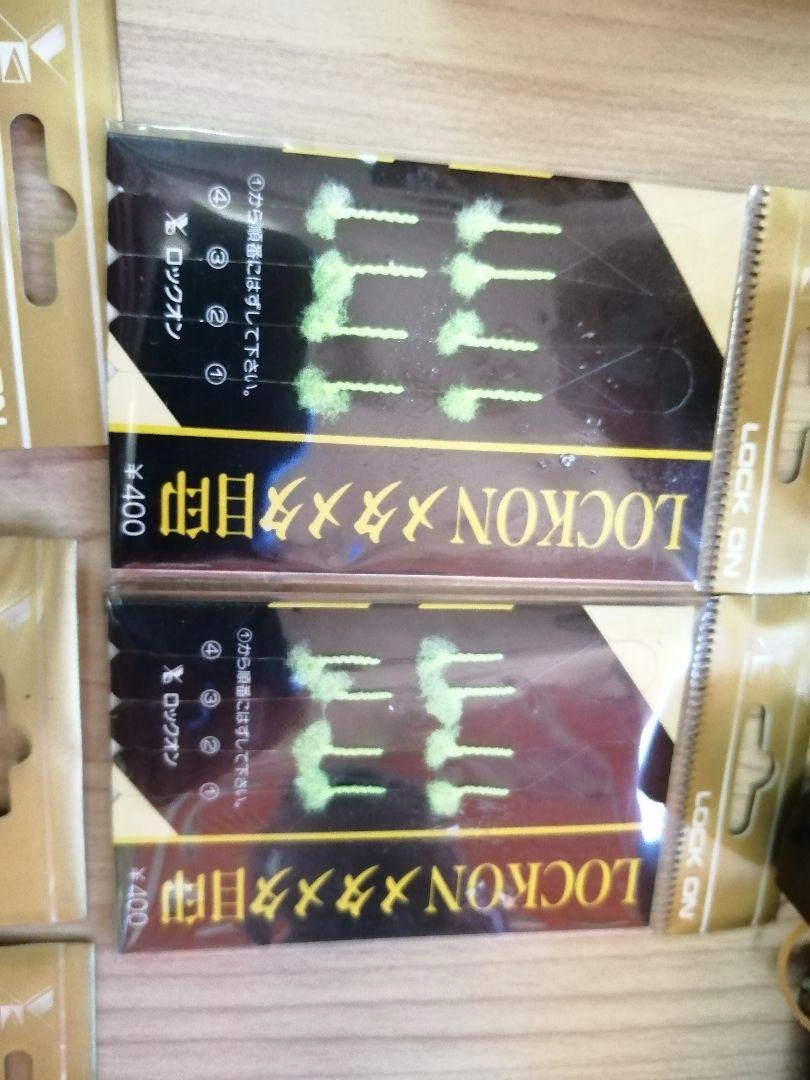 LOCK ON
①から順番にはずして下さい。
④ ③ ② ①
ロックオン
LOCKONメタメタ目印
¥400
LOCK ON
①から順番にはずして下さい。
④ ③ ② ①
ロックオン
LOCKONメタメタ目印
¥400
ON